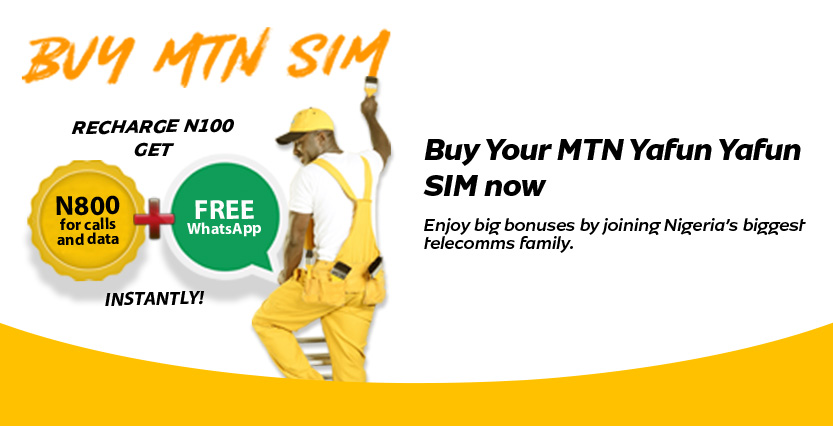 BUY MTN SIM
RECHARGE N100
GET
N800
for calls
and data
FREE
WhatsApp
INSTANTLY!
Buy Your MTN Yafun Yafun
SIM now
Enjoy big bonuses by joining Nigeria's biggest
telecomms family.